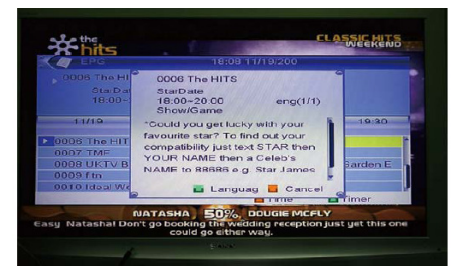 the
hits
CLASSIC HITS
WEEKEND
EPG
18:08 11/19/200
0006 The HI
StarDat
18:00~
0006 The HITS
StarDate
18:00~20:00 eng(1/1)
Show/Game
"Could you get lucky with your
favourite star? To find out your
compatibility just text STAR then
YOUR NAME then a Celeb's
NAME to 88686 e.g. Star James
Languag Cancel
11/19
19:30
0006 The HIT
0007 TMF
0008 UKTV B
Garden E
0009 ftn
0010 Ideal Wo
Time Timer
NATASHA 50% DOUGIE MCFLY
Easy Natasha! Don't go booking the wedding reception just yet this one
could go either way.